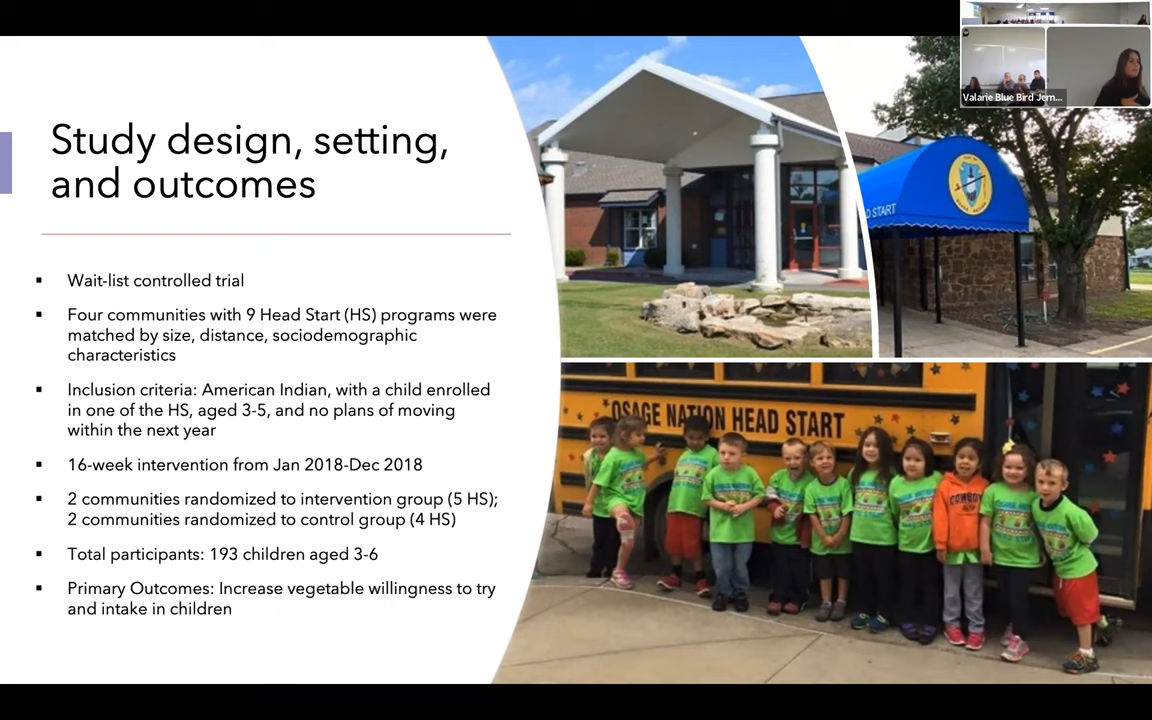 Valarie Blue Bird Jern...
Study design, setting,
and outcomes
▪ Wait-list controlled trial
▪ Four communities with 9 Head Start (HS) programs were
matched by size, distance, sociodemographic
characteristics
▪ Inclusion criteria: American Indian, with a child enrolled
in one of the HS, aged 3-5, and no plans of moving
within the next year
▪ 16-week intervention from Jan 2018-Dec 2018
▪ 2 communities randomized to intervention group (5 HS);
2 communities randomized to control group (4 HS)
▪ Total participants: 193 children aged 3-6
▪ Primary Outcomes: Increase vegetable willingness to try
and intake in children
D START
OSAGE NATION HEAD START
COWBOY